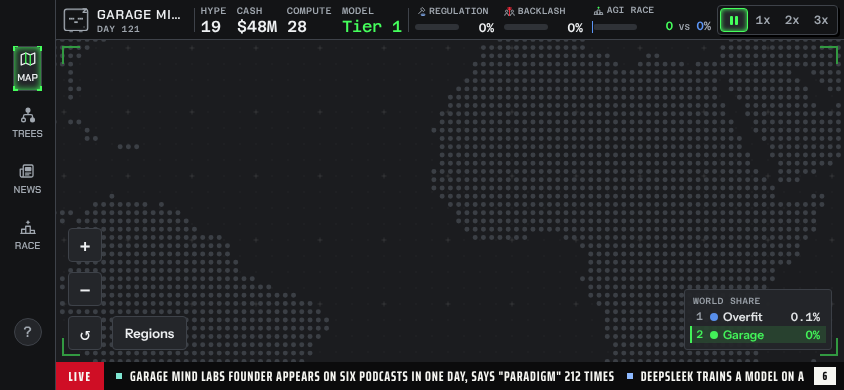 GARAGE MI...
DAY 121
HYPE
19
CASH
$48M
COMPUTE
28
MODEL
Tier 1
REGULATION
0%
BACKLASH
0%
AGI RACE
0 vs 0%
1x
2x
3x
MAP
TREES
NEWS
RACE
?
+
−
↺
Regions
WORLD SHARE
1 Overfit 0.1%
2 Garage 0%
LIVE
GARAGE MIND LABS FOUNDER APPEARS ON SIX PODCASTS IN ONE DAY, SAYS "PARADIGM" 212 TIMES
DEEPSLEEK TRAINS A MODEL ON A
6